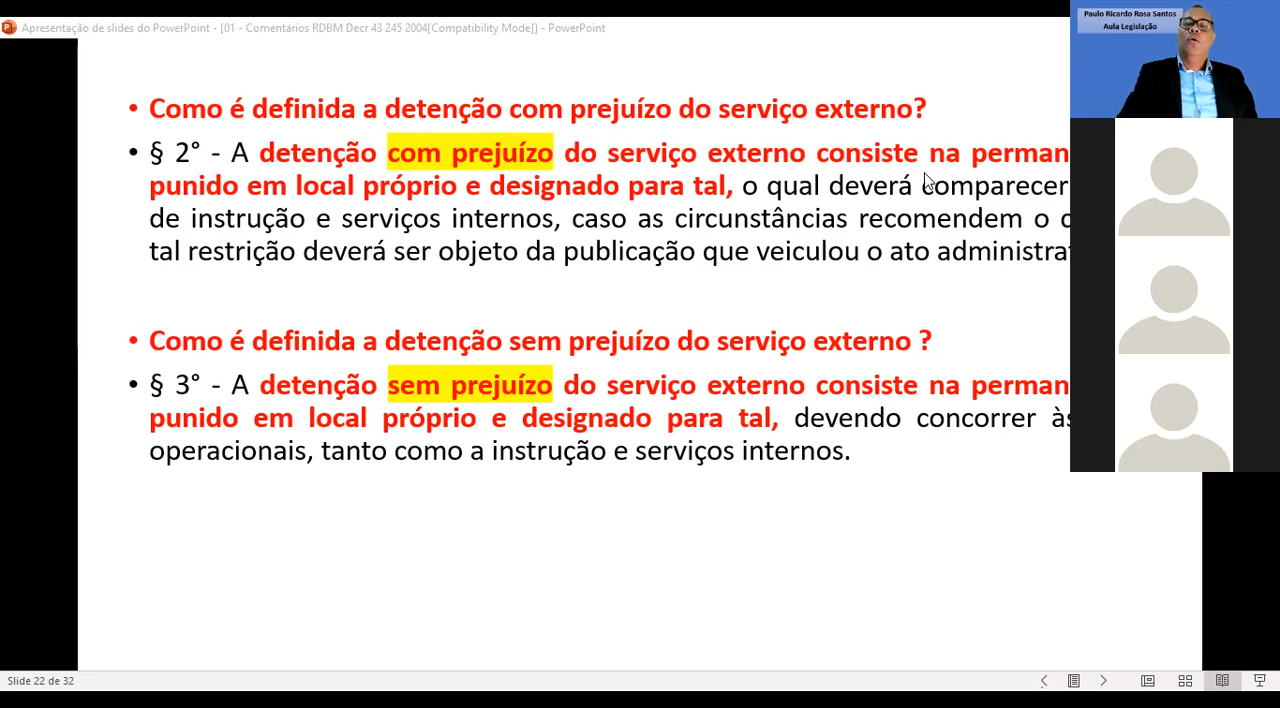 Apresentação de slides do PowerPoint - [01 - Comentários RDBM Decr 43 245 2004[Compatibility Mode]] - PowerPoint
Paulo Ricardo Rosa Santos
Aula Legislação
• Como é definida a detenção com prejuízo do serviço externo?
• § 2° - A detenção com prejuízo do serviço externo consiste na perman
punido em local próprio e designado para tal, o qual deverá comparecer
de instrução e serviços internos, caso as circunstâncias recomendem o
tal restrição deverá ser objeto da publicação que veiculou o ato administra
• Como é definida a detenção sem prejuízo do serviço externo ?
• § 3° - A detenção sem prejuízo do serviço externo consiste na perman
punido em local próprio e designado para tal, devendo concorrer às
operacionais, tanto como a instrução e serviços internos.
Slide 22 de 32